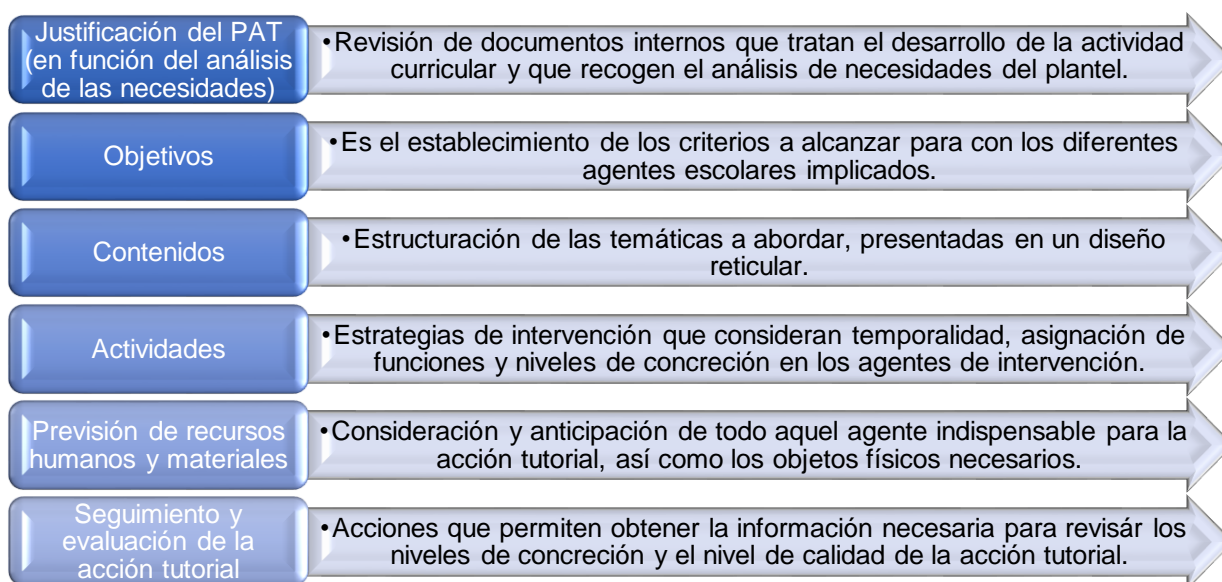 Justificación del PAT
(en función del análisis
de las necesidades)
•Revisión de documentos internos que tratan el desarrollo de la actividad
curricular y que recogen el análisis de necesidades del plantel.
Objetivos
•Es el establecimiento de los criterios a alcanzar para con los diferentes
agentes escolares implicados.
Contenidos
•Estructuración de las temáticas a abordar, presentadas en un diseño
reticular.
Actividades
•Estrategias de intervención que consideran temporalidad, asignación de
funciones y niveles de concreción en los agentes de intervención.
Previsión de recursos
humanos y materiales
•Consideración y anticipación de todo aquel agente indispensable para la
acción tutorial, así como los objetos físicos necesarios.
Seguimiento y
evaluación de la
acción tutorial
•Acciones que permiten obtener la información necesaria para revisár los
niveles de concreción y el nivel de calidad de la acción tutorial.